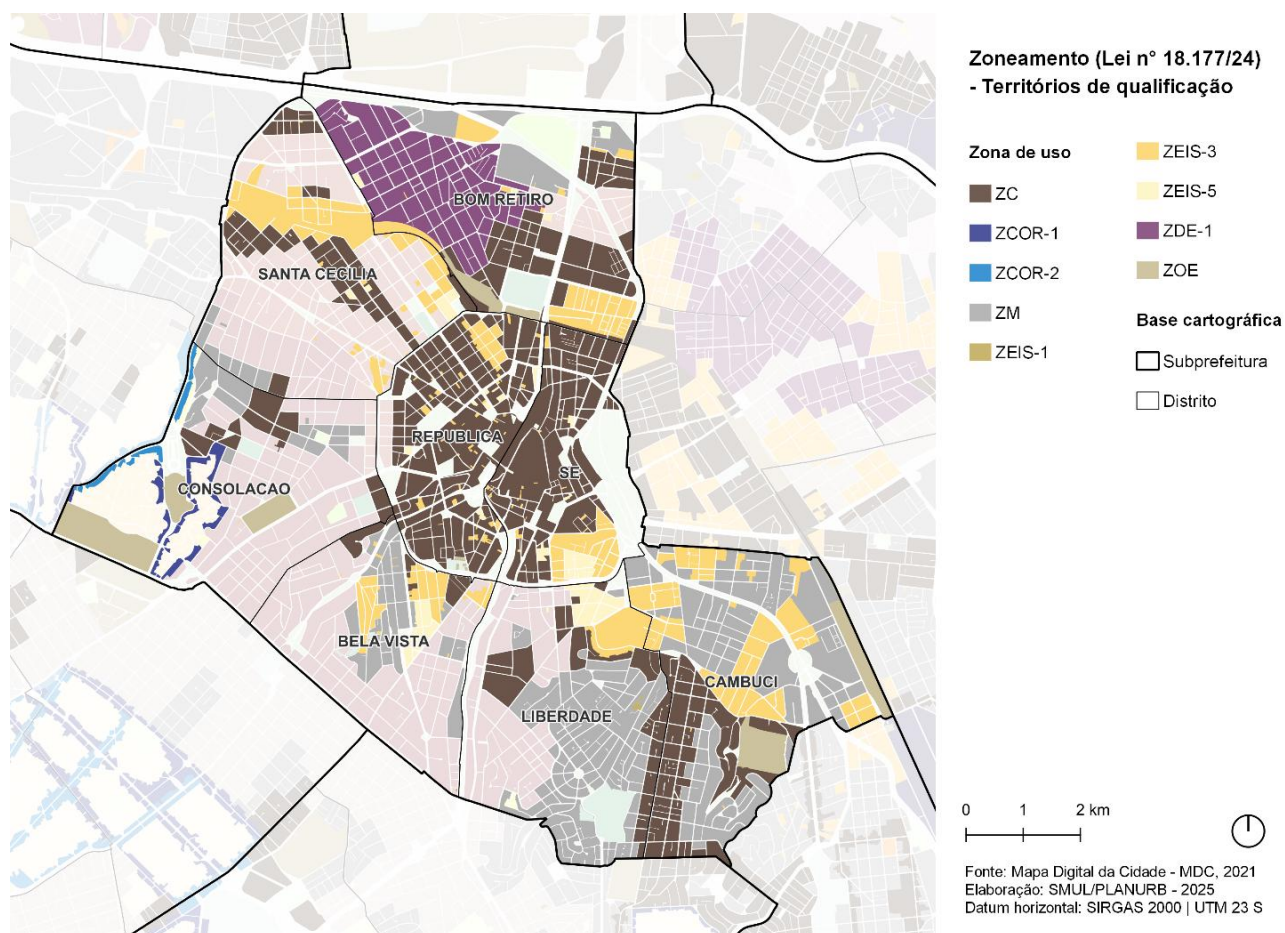 Zoneamento (Lei n° 18.177/24)
- Territórios de qualificação
Zona de uso
ZC
ZCOR-1
ZCOR-2
ZM
ZEIS-1
ZEIS-3
ZEIS-5
ZDE-1
ZOE
Base cartográfica
Subprefeitura
Distrito
BOM RETIRO
SANTA CECILIA
REPUBLICA
SE
CONSOLACAO
BELA VISTA
CAMBUCI
LIBERDADE
0 1 2 km
Fonte: Mapa Digital da Cidade - MDC, 2021
Elaboração: SMUL/PLANURB - 2025
Datum horizontal: SIRGAS 2000 | UTM 23 S